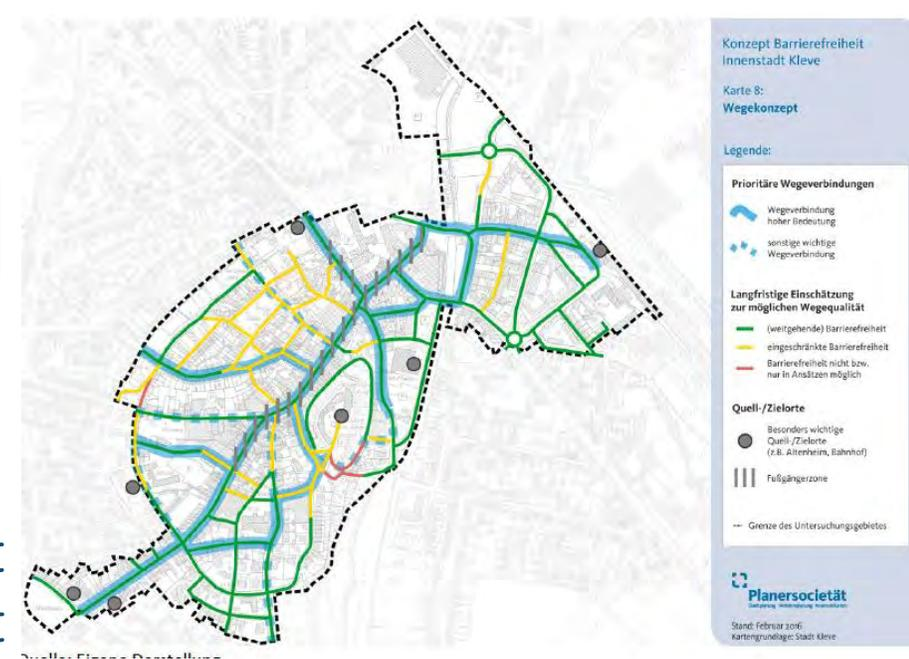 Konzept Barrierefreiheit
Innenstadt Kleve
Karte 8:
Wegekonzept
Legende:
Prioritäre Wegeverbindungen
Wegeverbindung
hoher Bedeutung
sonstige wichtige
Wegeverbindung
Langfristige Einschätzung
zur möglichen Wegequalität
(weitgehende) Barrierefreiheit
eingeschränkte Barrierefreiheit
Barrierefreiheit nicht bzw.
nur in Ansätzen möglich
Quell-/Zielorte
Besonders wichtige
Quell-/Zielorte
(z.B. Altenheim, Bahnhof)
Fußgängerzone
Grenze des Untersuchungsgebietes
Planersocietät
Stand: Februar 2016
Kartengrundlage: Stadt Kleve